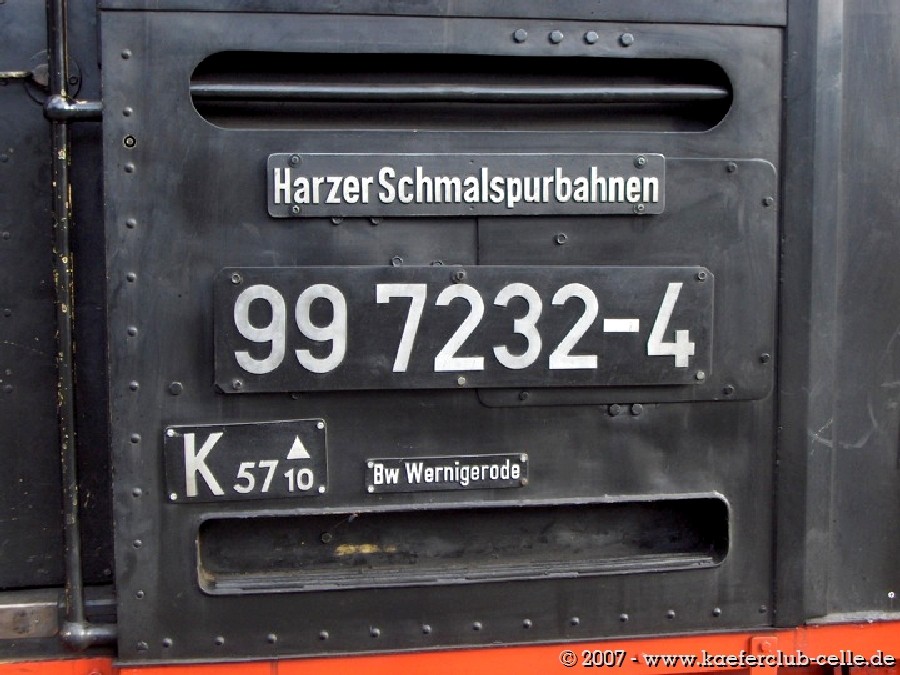 Harzer Schmalspurbahnen
99 7232-4
K 57 10
Bw Wernigerode
© 2007 - www.kaeferclub-celle.de